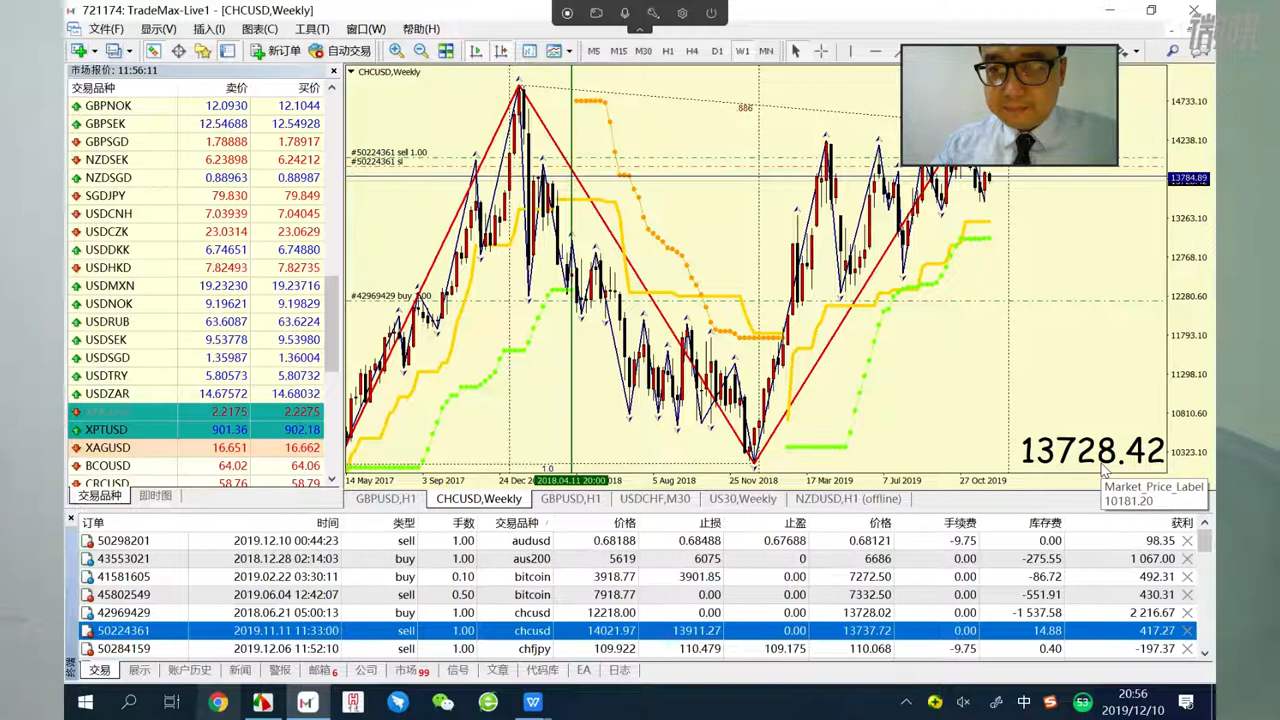 721174: TradeMax-Live1 - [CHCUSD,Weekly]
文件(F) 显示(V) 插入(I) 图表(C) 工具(T) 窗口(W) 帮助(H)
新订单 自动交易 M5 M15 M30 H1 H4 D1 W1 MN
市场报价: 11:56:11
交易品种 卖价 买价
GBPNOK 12.0930 12.1044
GBPSEK 12.54688 12.54928
GBPSGD 1.78888 1.78917
NZDSEK 6.23898 6.24212
NZDSGD 0.88963 0.88987
SGDJPY 79.830 79.849
USDCNH 7.03939 7.04045
USDCZK 23.0314 23.0629
USDDKK 6.74651 6.74880
USDHKD 7.82493 7.82735
USDMXN 19.23230 19.23716
USDNOK 9.19621 9.19829
USDRUB 63.6087 63.6224
USDSEK 9.53778 9.53980
USDSGD 1.35987 1.36004
USDTRY 5.80573 5.80732
USDZAR 14.67572 14.68032
2.2175 2.2275
XPTUSD 901.36 902.18
XAGUSD 16.651 16.662
BCOUSD 64.02 64.06
CRCUSD 58.76 58.79
交易品种 即时图
CHCUSD,Weekly
886
#50224361 sell 1.00
#50224361 sl
#42969429 buy 1.00
1.0
14733.10
14238.10
13784.89
13263.10
12768.10
12280.60
11793.10
11298.10
10810.60
10323.10
13728.42
Market_Price_Label
10181.20
14 May 2017 3 Sep 2017 24 Dec 2018.04.11 20:00 5 Aug 2018 25 Nov 2018 17 Mar 2019 7 Jul 2019 27 Oct 2019
GBPUSD,H1 CHCUSD,Weekly GBPUSD,H1 USDCHF,M30 US30,Weekly NZDUSD,H1 (offline)
订单 时间 类型 手数 交易品种 价格 止损 止盈 价格 手续费 库存费 获利
50298201 2019.12.10 00:44:23 sell 1.00 audusd 0.68188 0.68488 0.67688 0.68121 -9.75 0.00 98.35
43553021 2018.12.28 02:14:03 sell 1.00 aus200 5619 6075 0 6686 0.00 -275.55 1 067.00
41581605 2019.02.22 03:30:11 buy 0.10 bitcoin 3918.77 3901.85 0.00 7272.50 0.00 -86.72 492.31
45802549 2019.06.04 12:42:07 sell 0.50 bitcoin 7918.77 0.00 0.00 7332.50 0.00 -551.91 430.31
42969429 2018.06.21 05:00:13 buy 1.00 chcusd 12218.00 0.00 0.00 13728.02 0.00 -1 537.58 2 216.67
50224361 2019.11.11 11:33:00 sell 1.00 chcusd 14021.97 13911.27 0.00 13737.72 0.00 14.88 417.27
50284159 2019.12.06 11:52:10 sell 1.00 chfjpy 109.922 110.479 109.175 110.068 -9.75 0.40 -197.37
终端 交易 展示 账户历史 新闻 警报 邮箱6 公司 市场99 信号 文章 代码库 EA 日志
中 53 20:56
2019/12/10